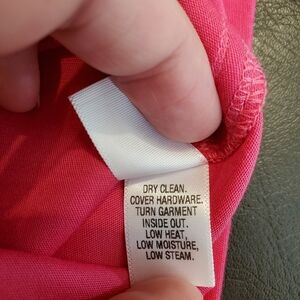 DRY CLEAN.
COVER HARDWARE.
TURN GARMENT
INSIDE OUT.
LOW HEAT,
LOW MOISTURE,
LOW STEAM.